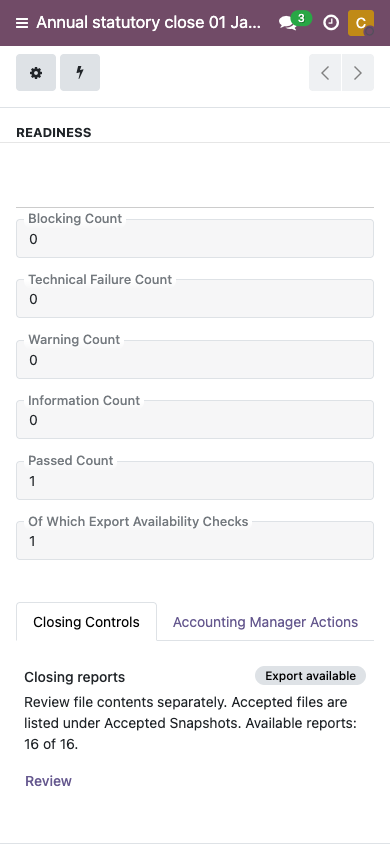 Annual statutory close 01 Ja...
3
C
READINESS
Blocking Count
0
Technical Failure Count
0
Warning Count
0
Information Count
0
Passed Count
1
Of Which Export Availability Checks
1
Closing Controls
Accounting Manager Actions
Closing reports
Export available
Review file contents separately. Accepted files are
listed under Accepted Snapshots. Available reports:
16 of 16.
Review